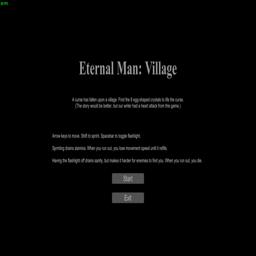 Eternal Man: Village
A curse has fallen upon a village. Find the 8 egg-shaped crystals to lift the curse.
(The story would be better, but our writer had a heart attack from the game.)
Arrow keys to move. Shift to sprint. Spacebar to toggle flashlight.
Sprinting drains stamina. When you run out, you lose movement speed until it refills.
Having the flashlight off drains sanity, but makes it harder for enemies to find you. When you run out, you die.
Start
Exit